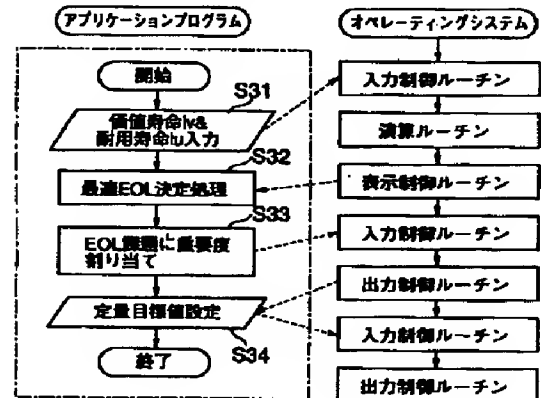 アプリケーションプログラム
オペレーティングシステム
開始
S31
入力制御ルーチン
価値寿命lv&
耐用寿命lu入力
S32
演算ルーチン
最適EOL決定処理
表示制御ルーチン
S33
EOL課題に重要度
割り当て
入力制御ルーチン
出力制御ルーチン
定量目標値設定
入力制御ルーチン
終了
S34
出力制御ルーチン